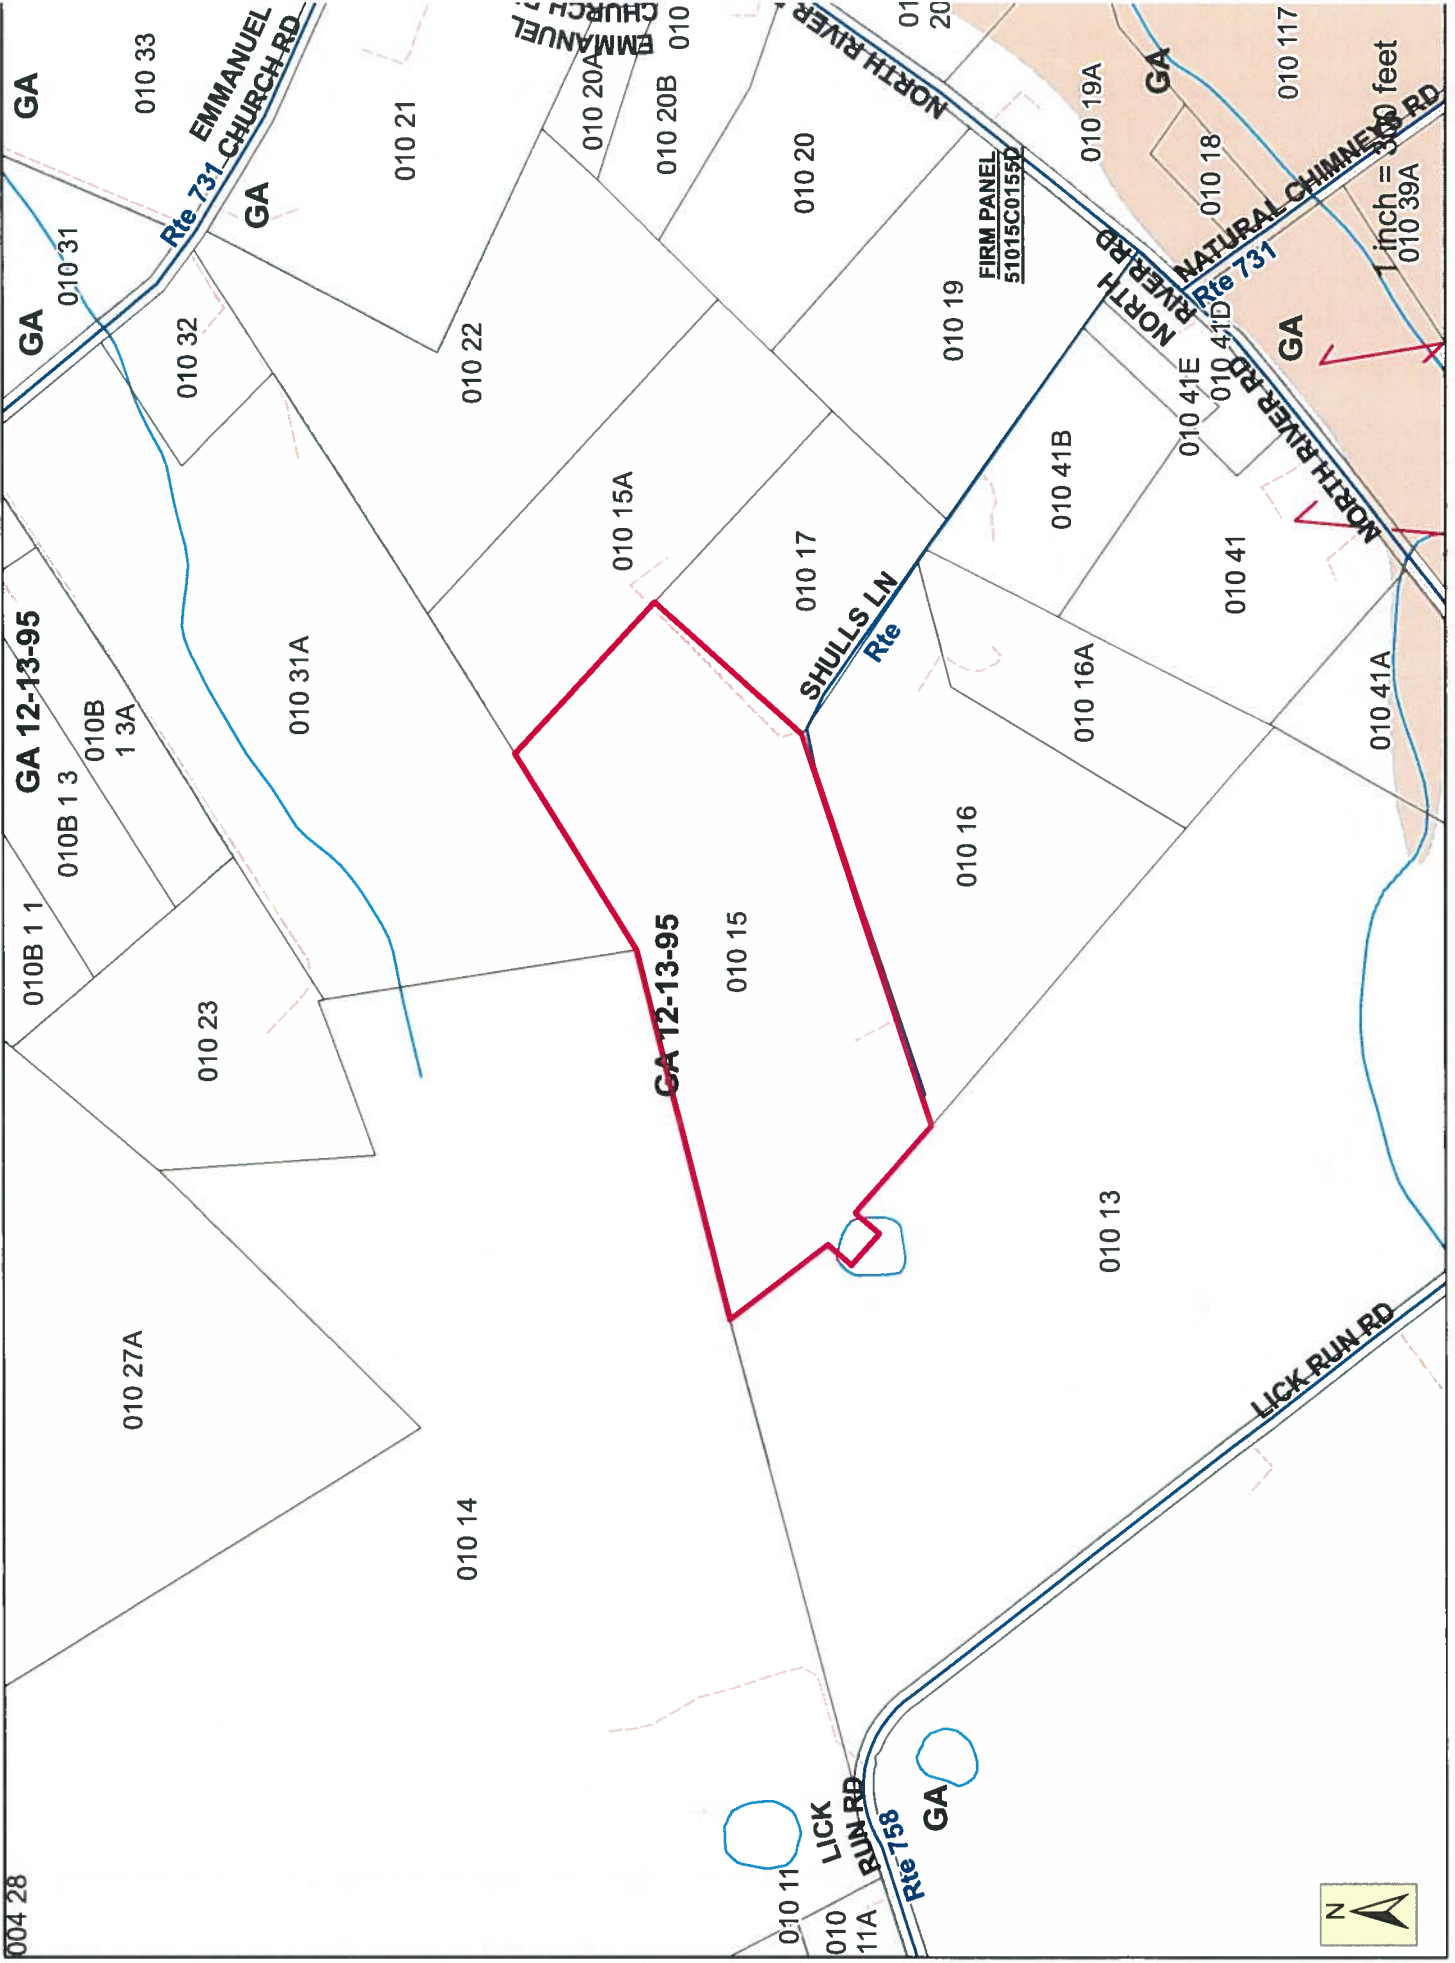 004 28
010 27A
010 23
010B 1 1
010B 1 3
GA 12-13-95
010B
1 3A
010 31
GA
GA
010 33
EMMANUEL
CHURCH RD
Rte 731
GA
010 32
010 31A
010 14
010 22
010 21
EMMANUEL
CHURCH
010 20A
010
010 20B
010 15A
GA 12-13-95
010 15
010 20
NORTH RIVER
010 17
SHULLS LN
Rte
010 19
FIRM PANEL
51015C0155D
010 11
LICK
RUN RD
010
11A
Rte 758
GA
010 16
010 16A
010 41B
010 19A
GA
NORTH
RIVER RD
010 13
010 41
010 41E
010 41D
NORTH RIVER RD
010 18
010 117
NATURAL CHIMNEYS RD
Rte 731
GA
LICK RUN RD
010 41A
010 39A
N